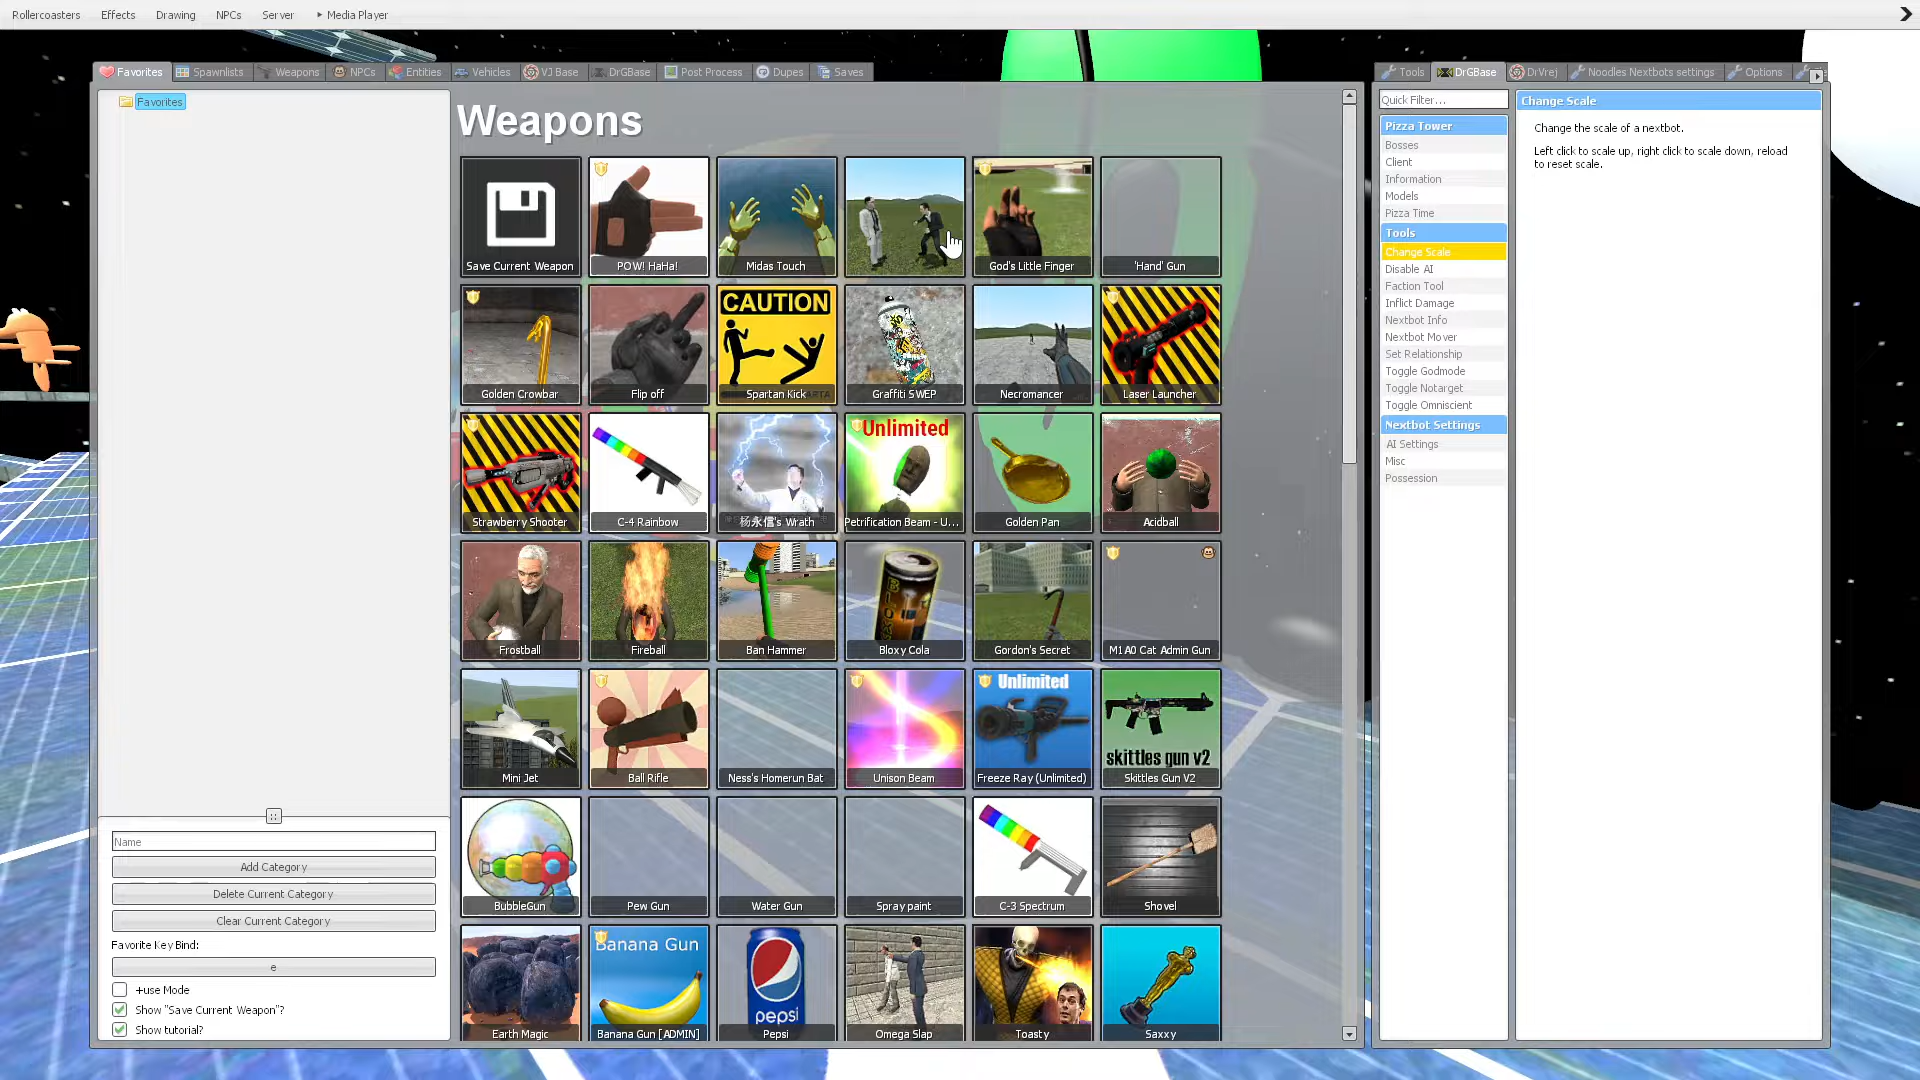 Rollercoasters Effects Drawing NPCs Server Media Player
Favorites Spawnlists Weapons NPCs Entities Vehicles VJ Base DrGBase Post Process Dupes Saves
Tools DrGBase DrVrej Noodles Nextbots settings Options
Favorites
Weapons
Save Current Weapon
POW! HaHa!
Midas Touch
God's Little Finger
'Hand' Gun
Golden Crowbar
Flip off
CAUTION
Spartan Kick
Graffiti SWEP
Necromancer
Laser Launcher
Strawberry Shooter
C-4 Rainbow
杨永信's Wrath
Unlimited
Petrification Beam - U...
Golden Pan
Acidball
Frostball
Fireball
Ban Hammer
Bloxy Cola
Gordon's Secret
M1A0 Cat Admin Gun
Mini Jet
Ball Rifle
Ness's Homerun Bat
Unison Beam
Unlimited
Freeze Ray (Unlimited)
skittles gun v2
Skittles Gun V2
BubbleGun
Pew Gun
Water Gun
Spray paint
C-3 Spectrum
Shovel
Earth Magic
Banana Gun
Banana Gun [ADMIN]
pepsi
Pepsi
Omega Slap
Toasty
Saxxy
Name
Add Category
Delete Current Category
Clear Current Category
Favorite Key Bind:
e
+use Mode
Show "Save Current Weapon"?
Show tutorial?
Quick Filter...
Pizza Tower
Bosses
Client
Information
Models
Pizza Time
Tools
Change Scale
Disable AI
Faction Tool
Inflict Damage
Nextbot Info
Nextbot Mover
Set Relationship
Toggle Godmode
Toggle Notarget
Toggle Omniscient
Nextbot Settings
AI Settings
Misc
Possession
Change Scale
Change the scale of a nextbot.
Left click to scale up, right click to scale down, reload
to reset scale.